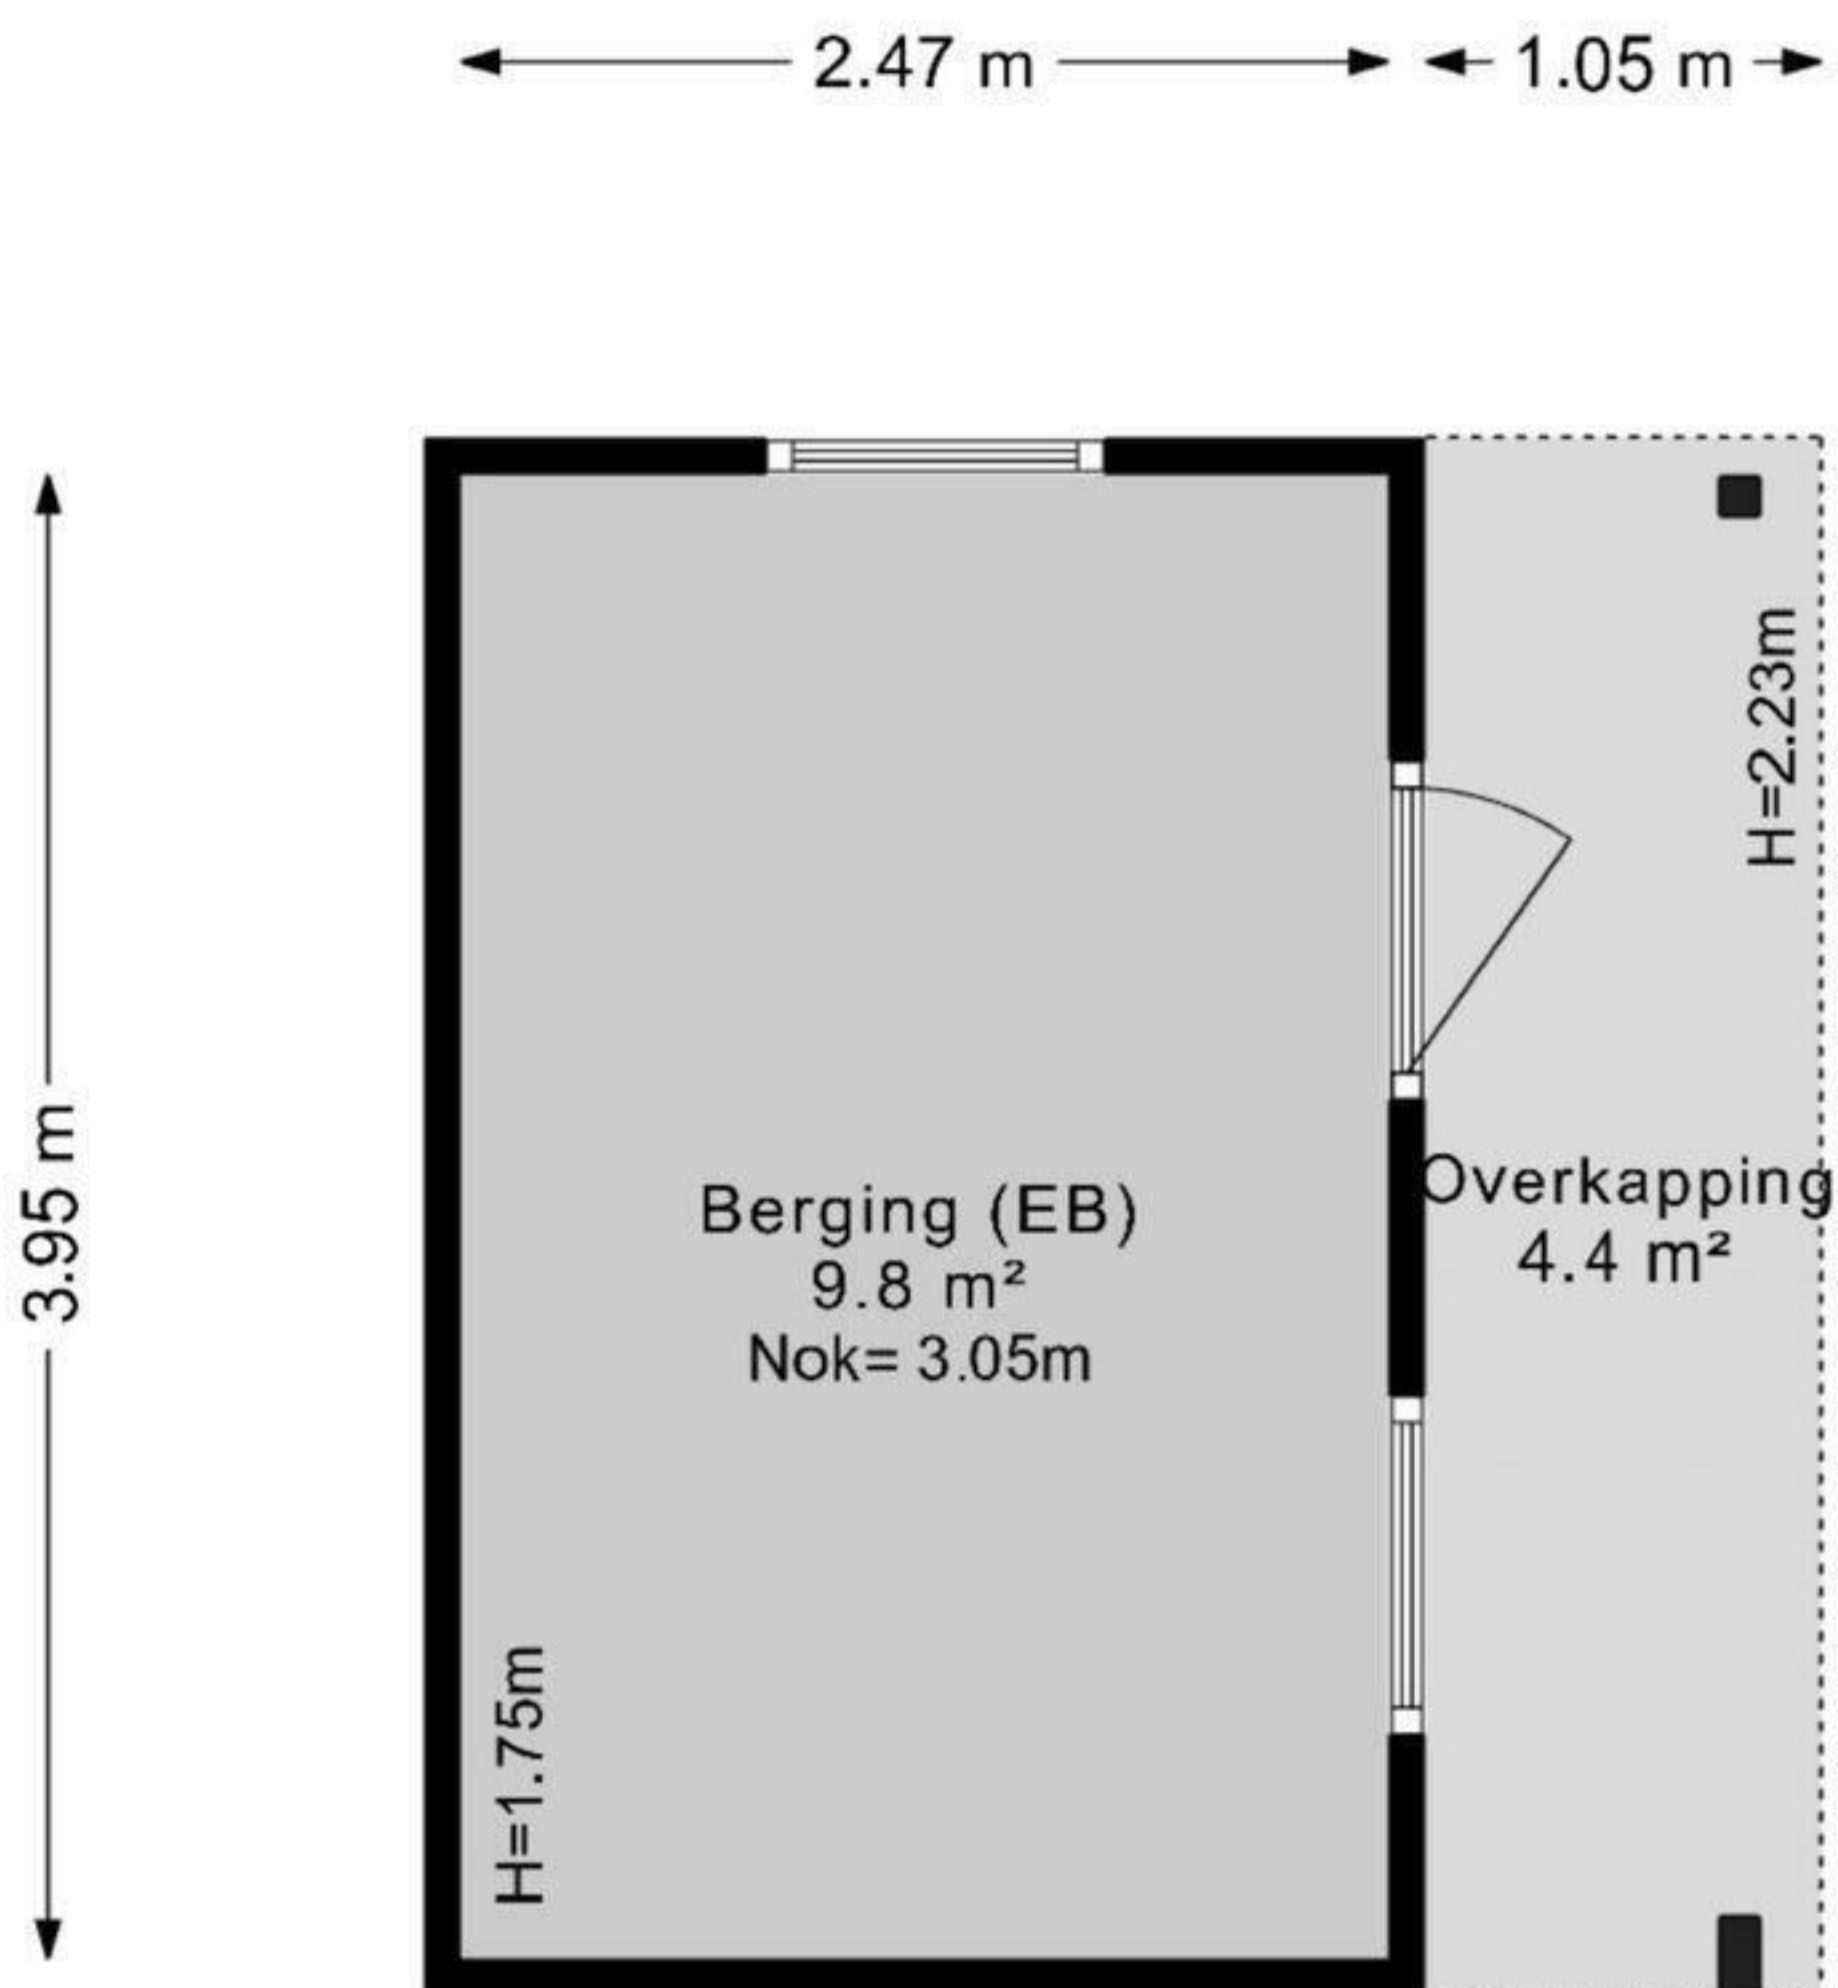 2.47 m
1.05 m
H=2.23m
3.95 m
Berging (EB)
9.8 m²
Nok= 3.05m
Overkapping
4.4 m²
H=1.75m